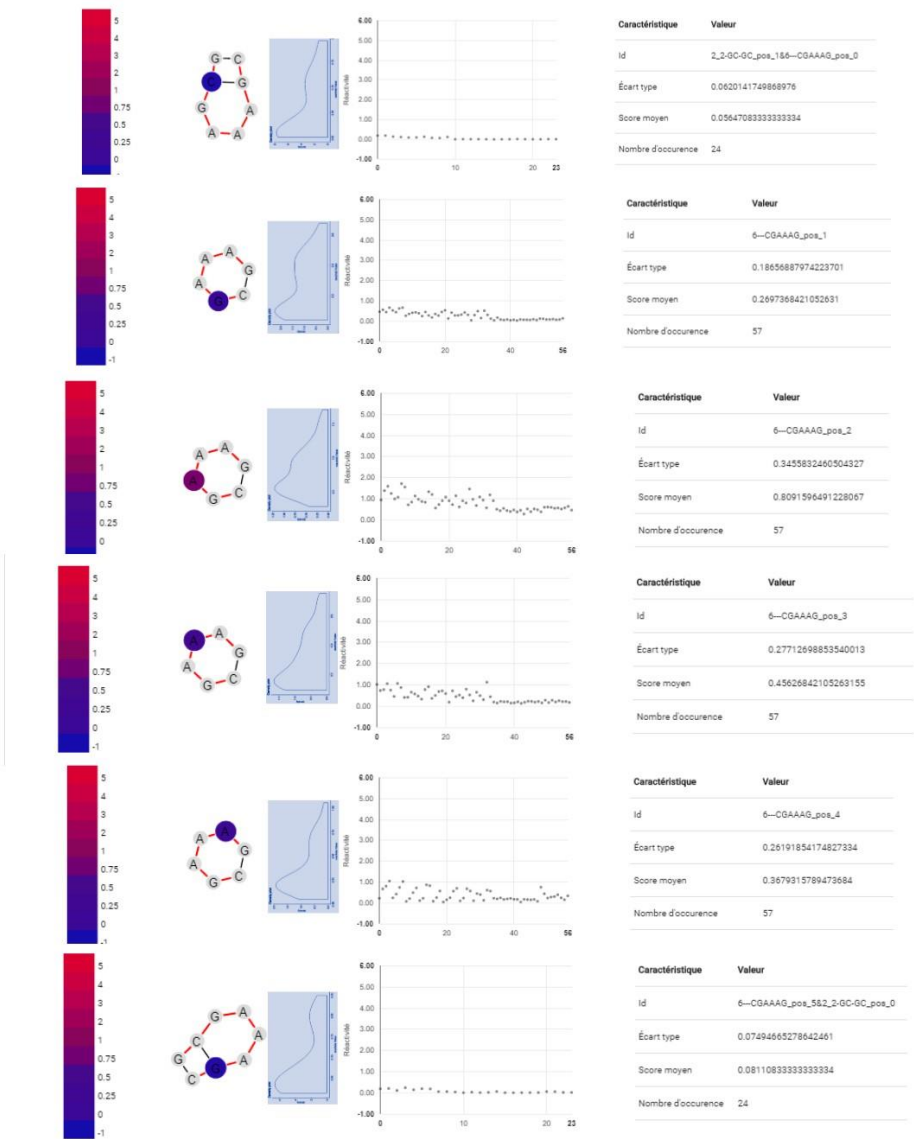 5
4
3
2
1
0.75
0.5
0.25
0
G C
C G
G A
A A
Réactivité
6.00
5.00
4.00
3.00
2.00
1.00
0.00
-1.00
0 10 20 23
Caractéristique Valeur
Id 2_2-GC-GC_pos_1&6---CGAAAG_pos_0
Écart type 0.0620141749868976
Score moyen 0.05647083333333334
Nombre d'occurence 24
5
4
3
2
1
0.75
0.5
0.25
0
-1
A A
A G
G C
Réactivité
6.00
5.00
4.00
3.00
2.00
1.00
0.00
-1.00
0 20 40 56
Caractéristique Valeur
Id 6---CGAAAG_pos_1
Écart type 0.18656887974223701
Score moyen 0.2697368421052631
Nombre d'occurence 57
5
4
3
2
1
0.75
0.5
0.25
0
A A
A G
G C
Réactivité
6.00
5.00
4.00
3.00
2.00
1.00
0.00
-1.00
0 20 40 56
Caractéristique Valeur
Id 6---CGAAAG_pos_2
Écart type 0.3455832460504327
Score moyen 0.8091596491228067
Nombre d'occurence 57
5
4
3
2
1
0.75
0.5
0.25
0
-1
A A
A G
G C
Réactivité
6.00
5.00
4.00
3.00
2.00
1.00
0.00
-1.00
0 20 40 56
Caractéristique Valeur
Id 6---CGAAAG_pos_3
Écart type 0.27712698853540013
Score moyen 0.45626842105263155
Nombre d'occurence 57
5
4
3
2
1
0.75
0.5
0.25
0
-1
A A
A G
G C
Réactivité
6.00
5.00
4.00
3.00
2.00
1.00
0.00
-1.00
0 20 40 56
Caractéristique Valeur
Id 6---CGAAAG_pos_4
Écart type 0.26191854174827334
Score moyen 0.3679315789473684
Nombre d'occurence 57
5
4
3
2
1
0.75
0.5
0.25
0
-1
G A
C A
G G A
C
Réactivité
6.00
5.00
4.00
3.00
2.00
1.00
0.00
-1.00
0 10 20 23
Caractéristique Valeur
Id 6---CGAAAG_pos_5&2_2-GC-GC_pos_0
Écart type 0.07494665278642461
Score moyen 0.08110833333333334
Nombre d'occurence 24